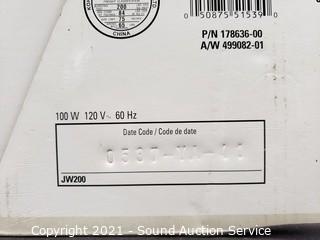 200
84
75
60
CHINA
0 50875 51539 0
P/N 178636-00
A/W 499082-01
100 W 120 V~ 60 Hz
Date Code / Code de date
JW200
Copyright 2021 - Sound Auction Service